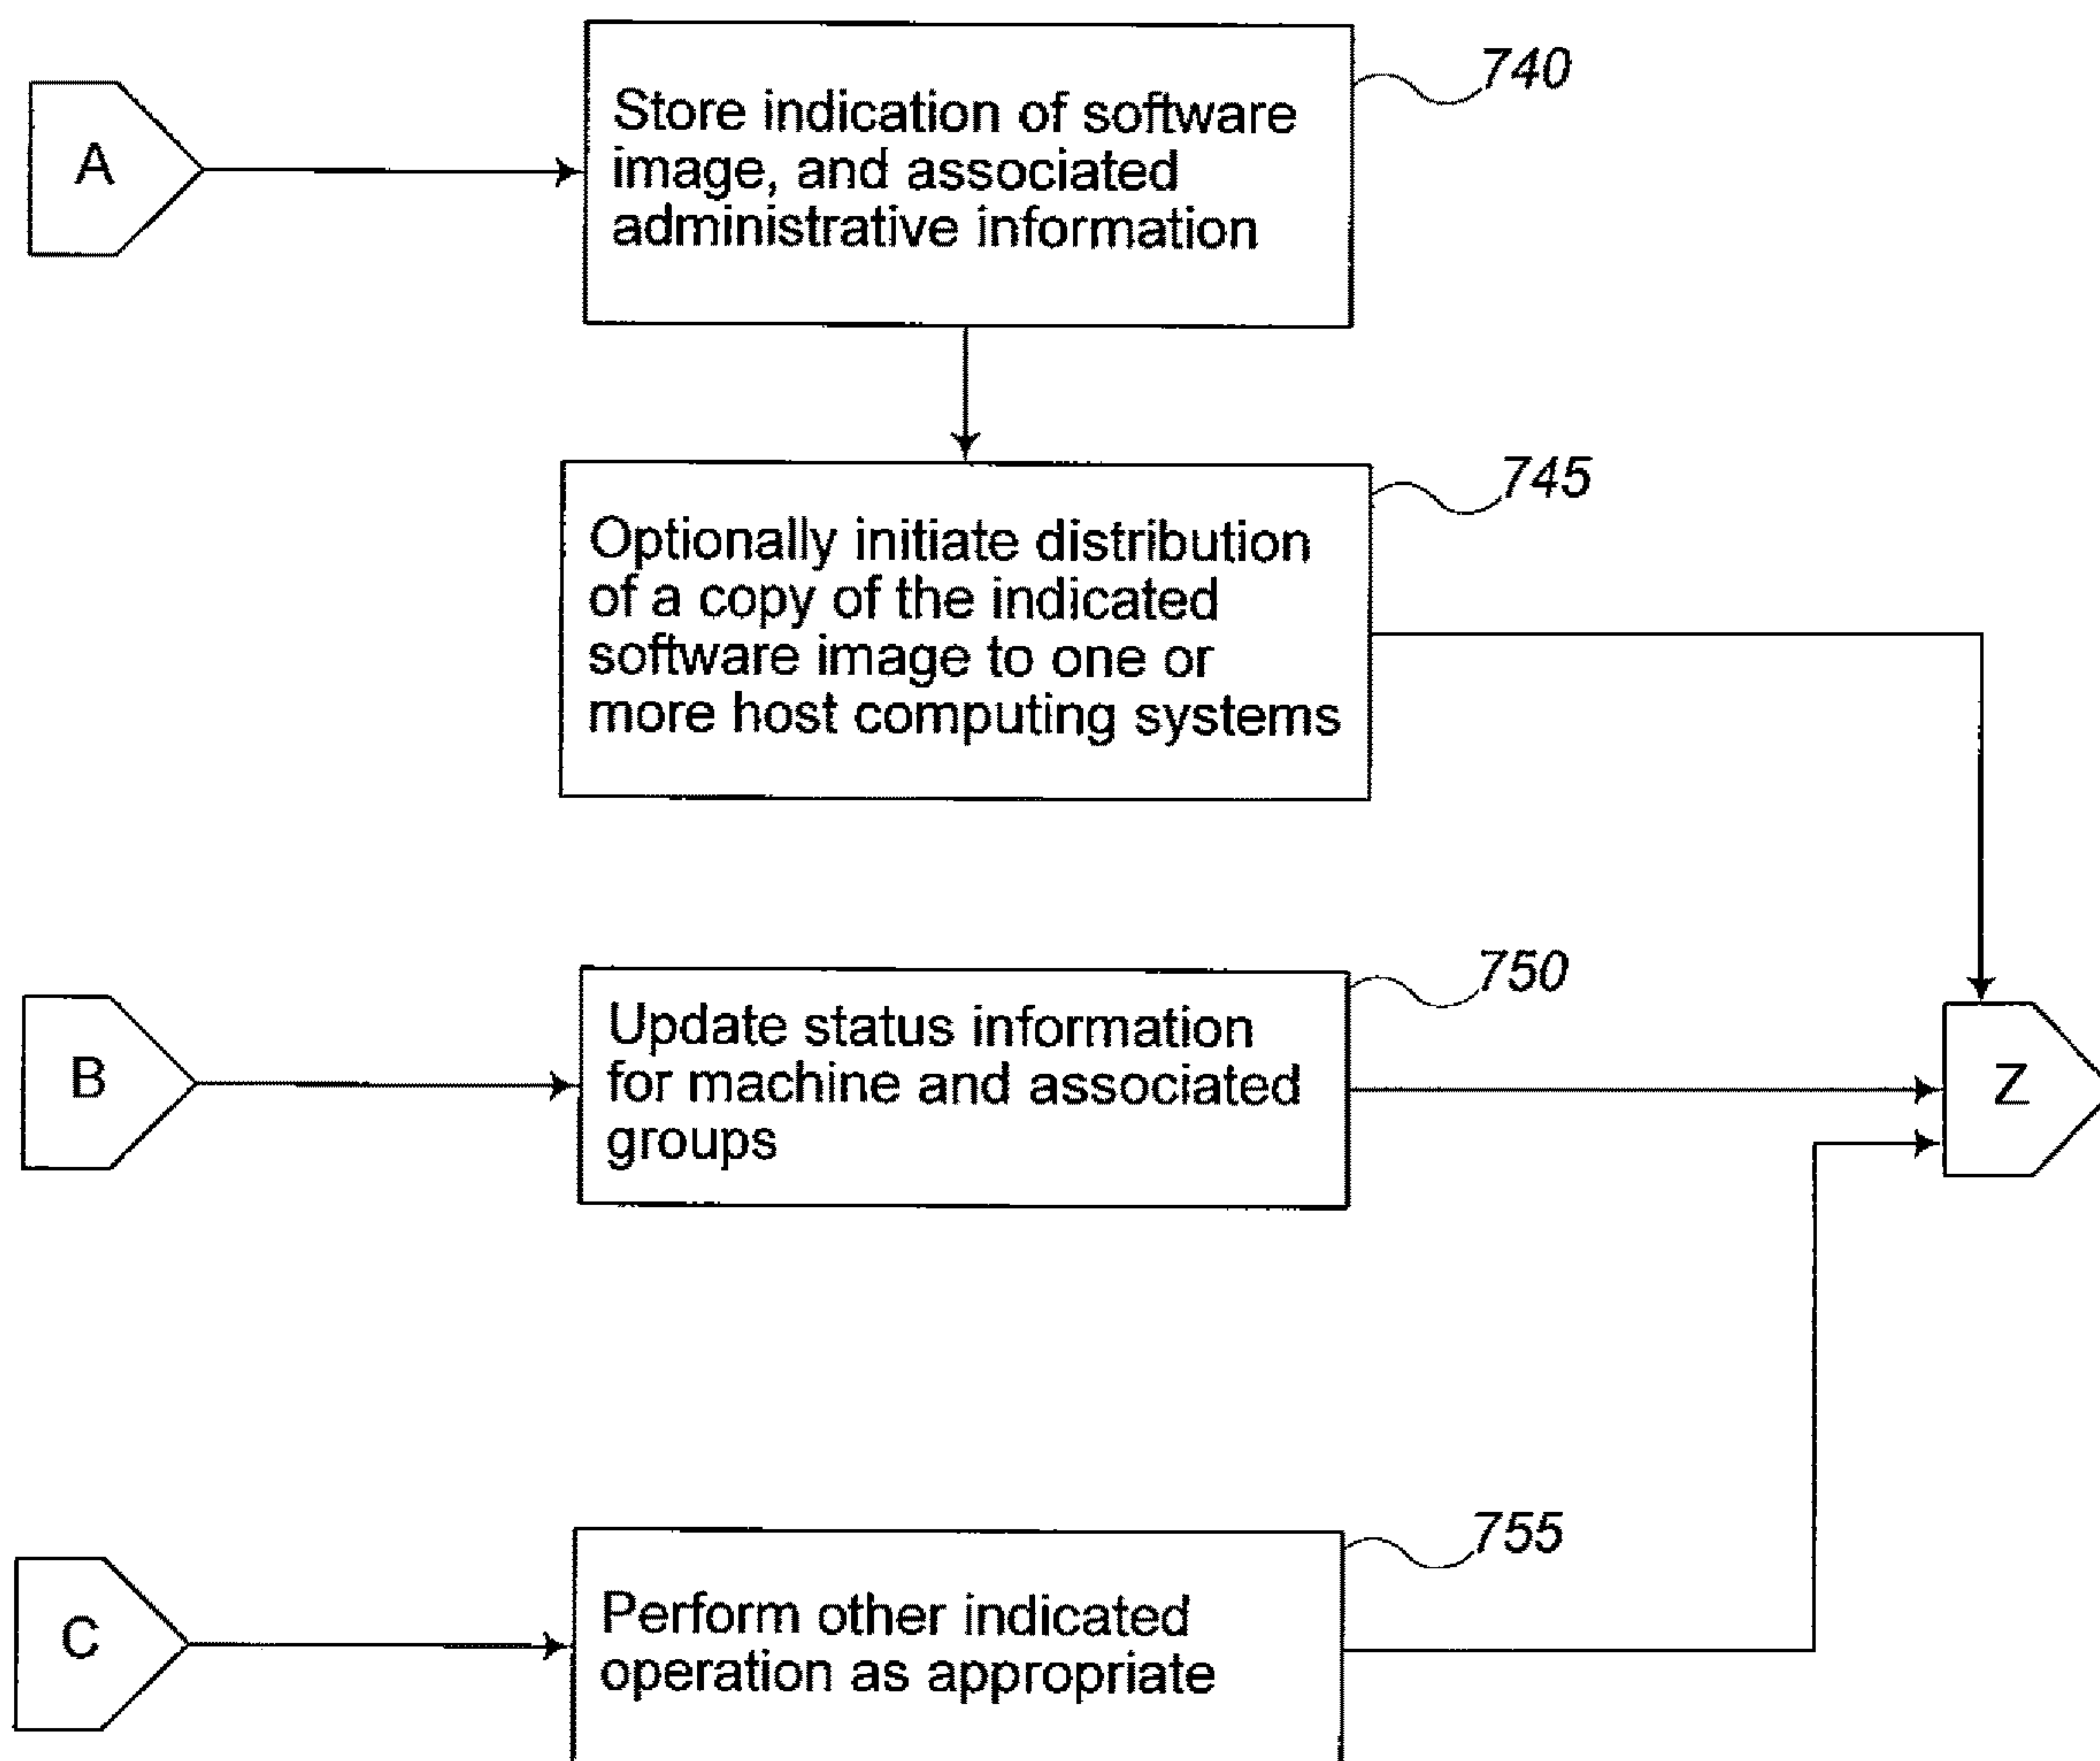 A
Store indication of software
image, and associated
administrative information
740
Optionally initiate distribution
of a copy of the indicated
software image to one or
more host computing systems
745
B
Update status information
for machine and associated
groups
750
Z
C
Perform other indicated
operation as appropriate
755